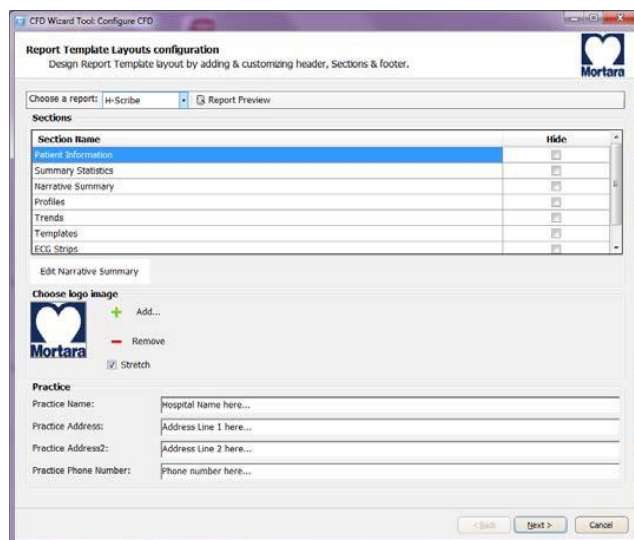 CFD Wizard Tool: Configure CFD
Report Template Layouts configuration
Design Report Template layout by adding & customizing header, Sections & footer.
Mortara
Choose a report: H-Scribe Report Preview
Sections
Section Name Hide
Patient Information
Summary Statistics
Narrative Summary
Profiles
Trends
Templates
ECG Strips
Edit Narrative Summary
Choose logo image
Add...
Remove
Mortara
Stretch
Practice
Practice Name: Hospital Name here...
Practice Address: Address Line 1 here...
Practice Address2: Address Line 2 here...
Practice Phone Number: Phone number here...
< Back Next > Cancel